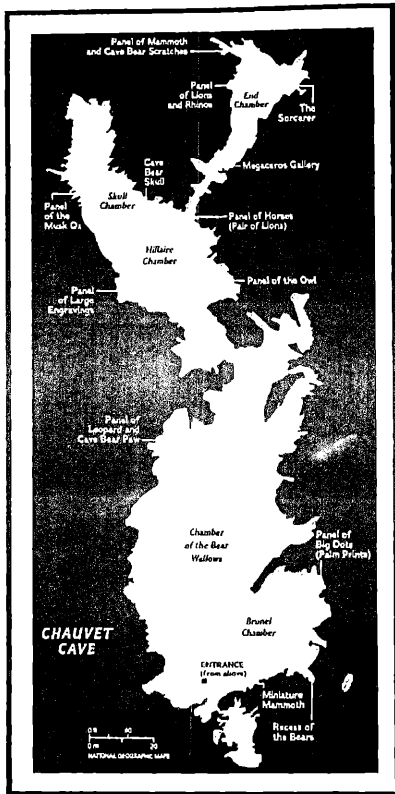 Panel of Mammoth
and Cave Bear Scratches
Panel
of Lions
and Rhinos
End
Chamber
The
Sorcerer
Megaceros Gallery
Cave
Bear
Skull
Skull
Chamber
Panel
of the
Musk Ox
Panel of Horses
(Pair of Lions)
Hillaire
Chamber
Panel of the Owl
Panel
of Large
Engravings
Panel of
Leopard and
Cave Bear Paw
Chamber
of the Bear
Wallows
Panel of
Big Dots
(Palm Prints)
Brunel
Chamber
CHAUVET
CAVE
ENTRANCE
(from above)
Miniature
Mammoth
Recess of
the Bears
0 m
20
NATIONAL GEOGRAPHIC MAPS